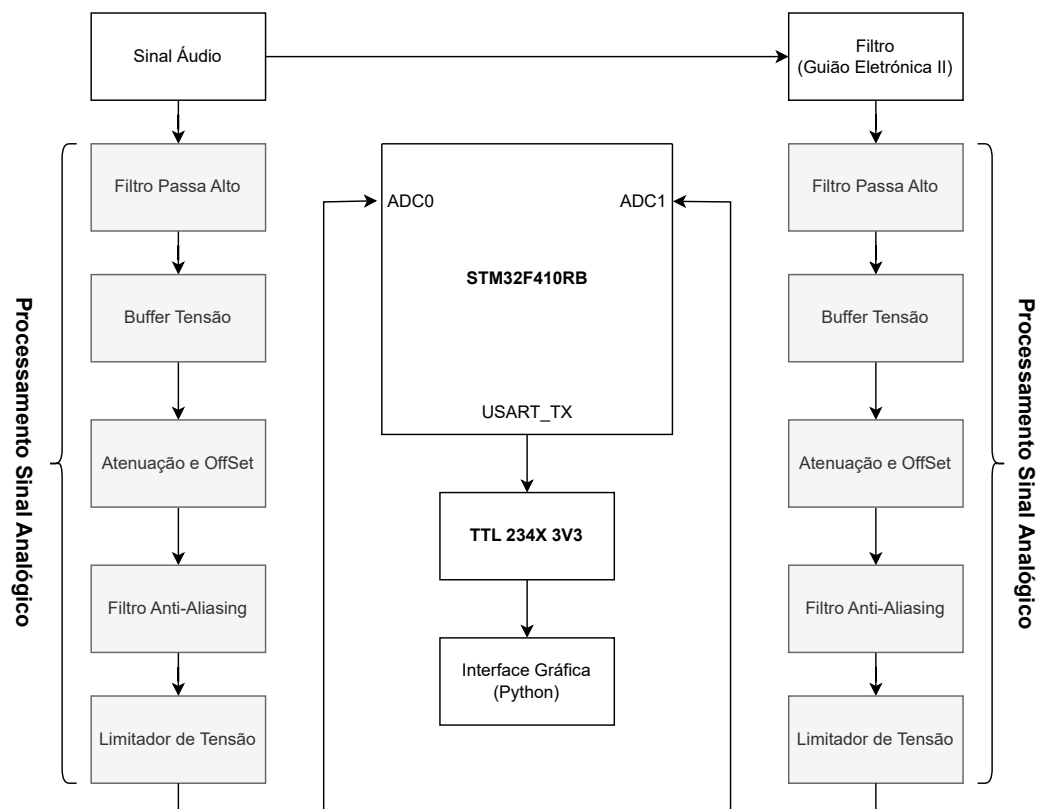 Sinal Áudio
Filtro
(Guião Eletrónica II)
Processamento Sinal Analógico
Filtro Passa Alto
Buffer Tensão
Atenuação e OffSet
Filtro Anti-Aliasing
Limitador de Tensão
ADC0
ADC1
STM32F410RB
USART_TX
TTL 234X 3V3
Interface Gráfica
(Python)
Filtro Passa Alto
Buffer Tensão
Atenuação e OffSet
Filtro Anti-Aliasing
Limitador de Tensão
Processamento Sinal Analógico